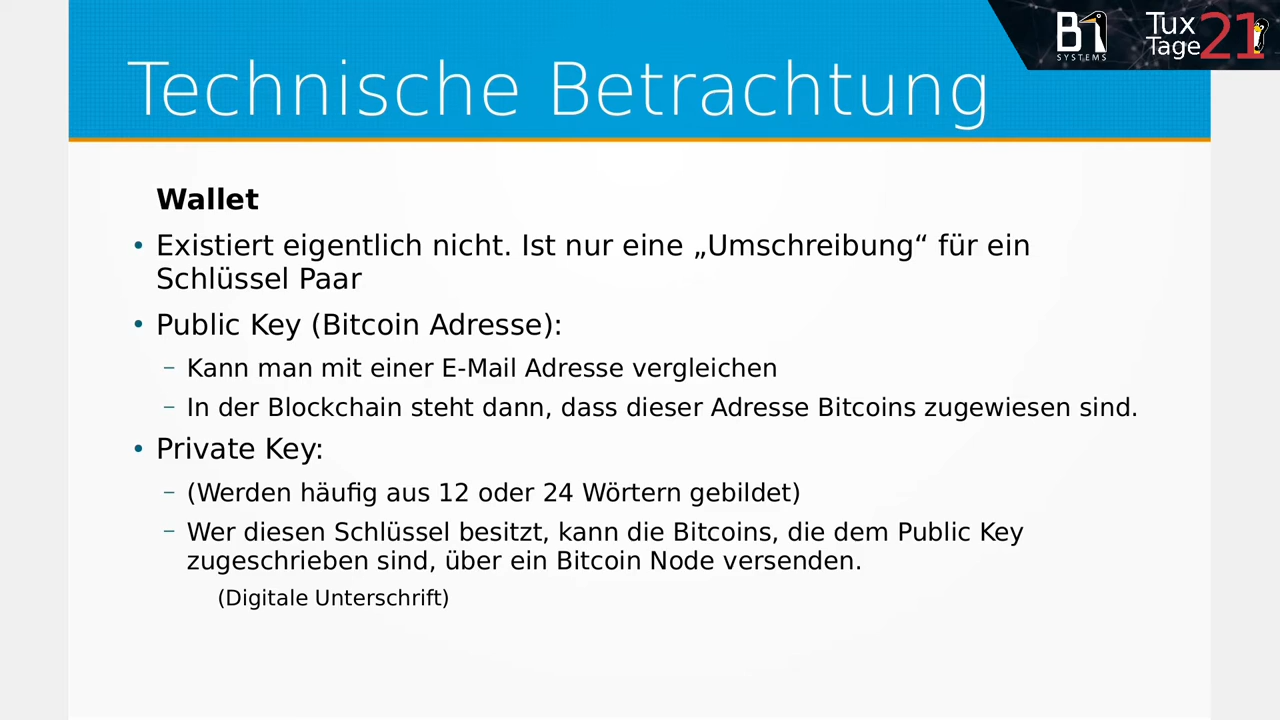 B1
SYSTEMS
Tux
Tage
21
Technische Betrachtung
Wallet
• Existiert eigentlich nicht. Ist nur eine „Umschreibung“ für ein
Schlüssel Paar
• Public Key (Bitcoin Adresse):
– Kann man mit einer E-Mail Adresse vergleichen
– In der Blockchain steht dann, dass dieser Adresse Bitcoins zugewiesen sind.
• Private Key:
– (Werden häufig aus 12 oder 24 Wörtern gebildet)
– Wer diesen Schlüssel besitzt, kann die Bitcoins, die dem Public Key
zugeschrieben sind, über ein Bitcoin Node versenden.
(Digitale Unterschrift)